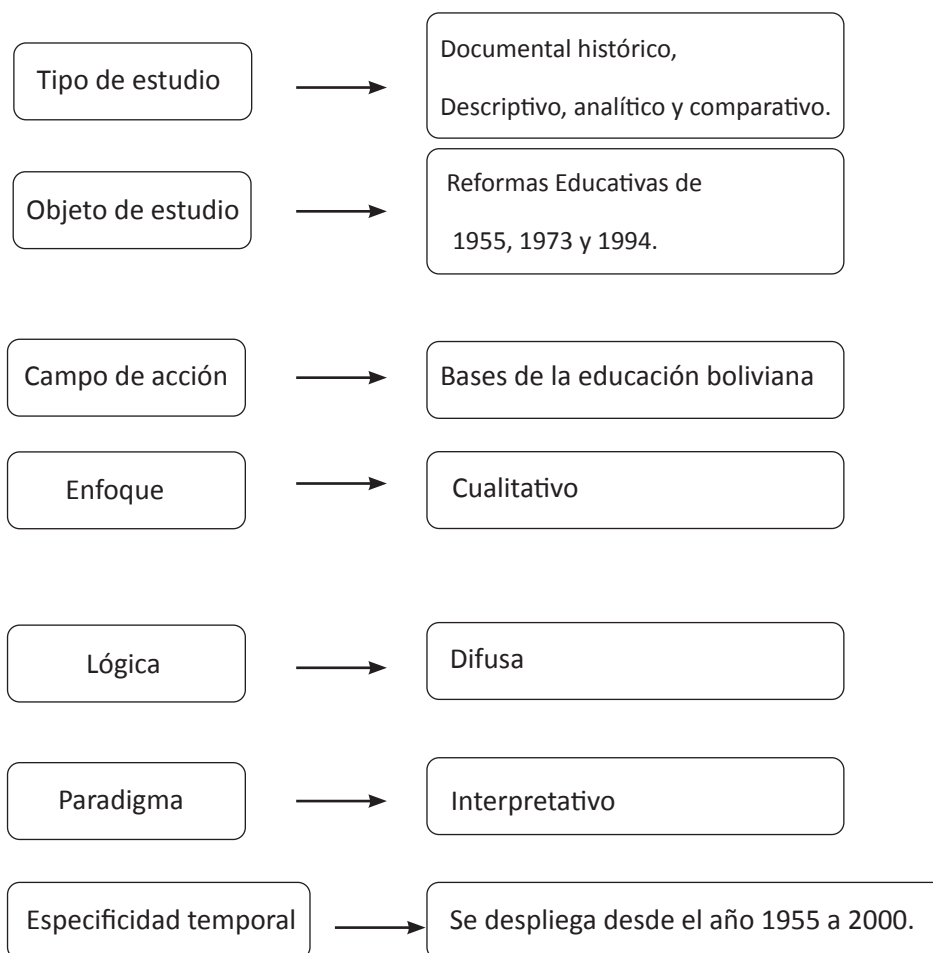 Tipo de estudio
Documental histórico,
Descriptivo, analítico y comparativo.
Objeto de estudio
Reformas Educativas de
1955, 1973 y 1994.
Campo de acción
Bases de la educación boliviana
Enfoque
Cualitativo
Lógica
Difusa
Paradigma
Interpretativo
Especificidad temporal
Se despliega desde el año 1955 a 2000.